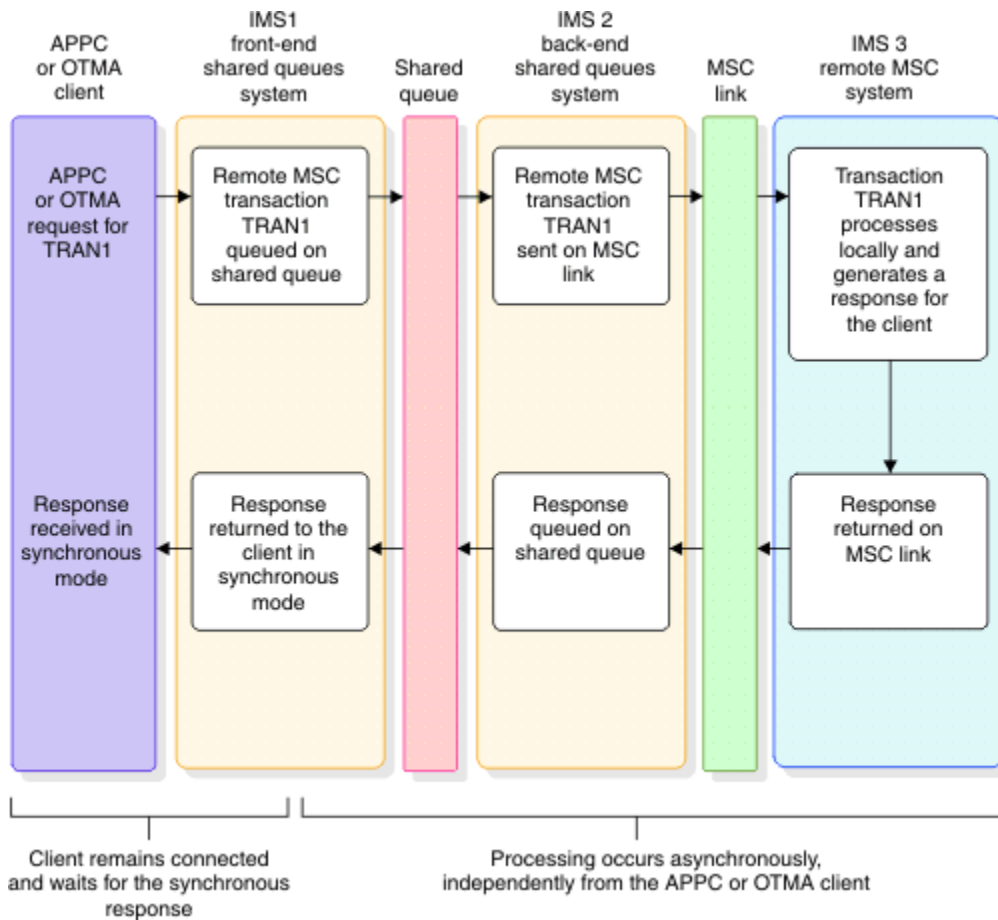 APPC
or OTMA
client
IMS1
front-end
shared queues
system
Shared
queue
IMS 2
back-end
shared queues
system
MSC
link
IMS 3
remote MSC
system
APPC
or OTMA
request for
TRAN1
Remote MSC
transaction
TRAN1
queued on
shared queue
Remote MSC
transaction
TRAN1
sent on MSC
link
Transaction
TRAN1
processes
locally and
generates a
response for
the client
Response
received in
synchronous
mode
Response
returned to the
client in
synchronous
mode
Response
queued on
shared queue
Response
returned on
MSC link
Client remains connected
and waits for the synchronous
response
Processing occurs asynchronously,
independently from the APPC or OTMA client